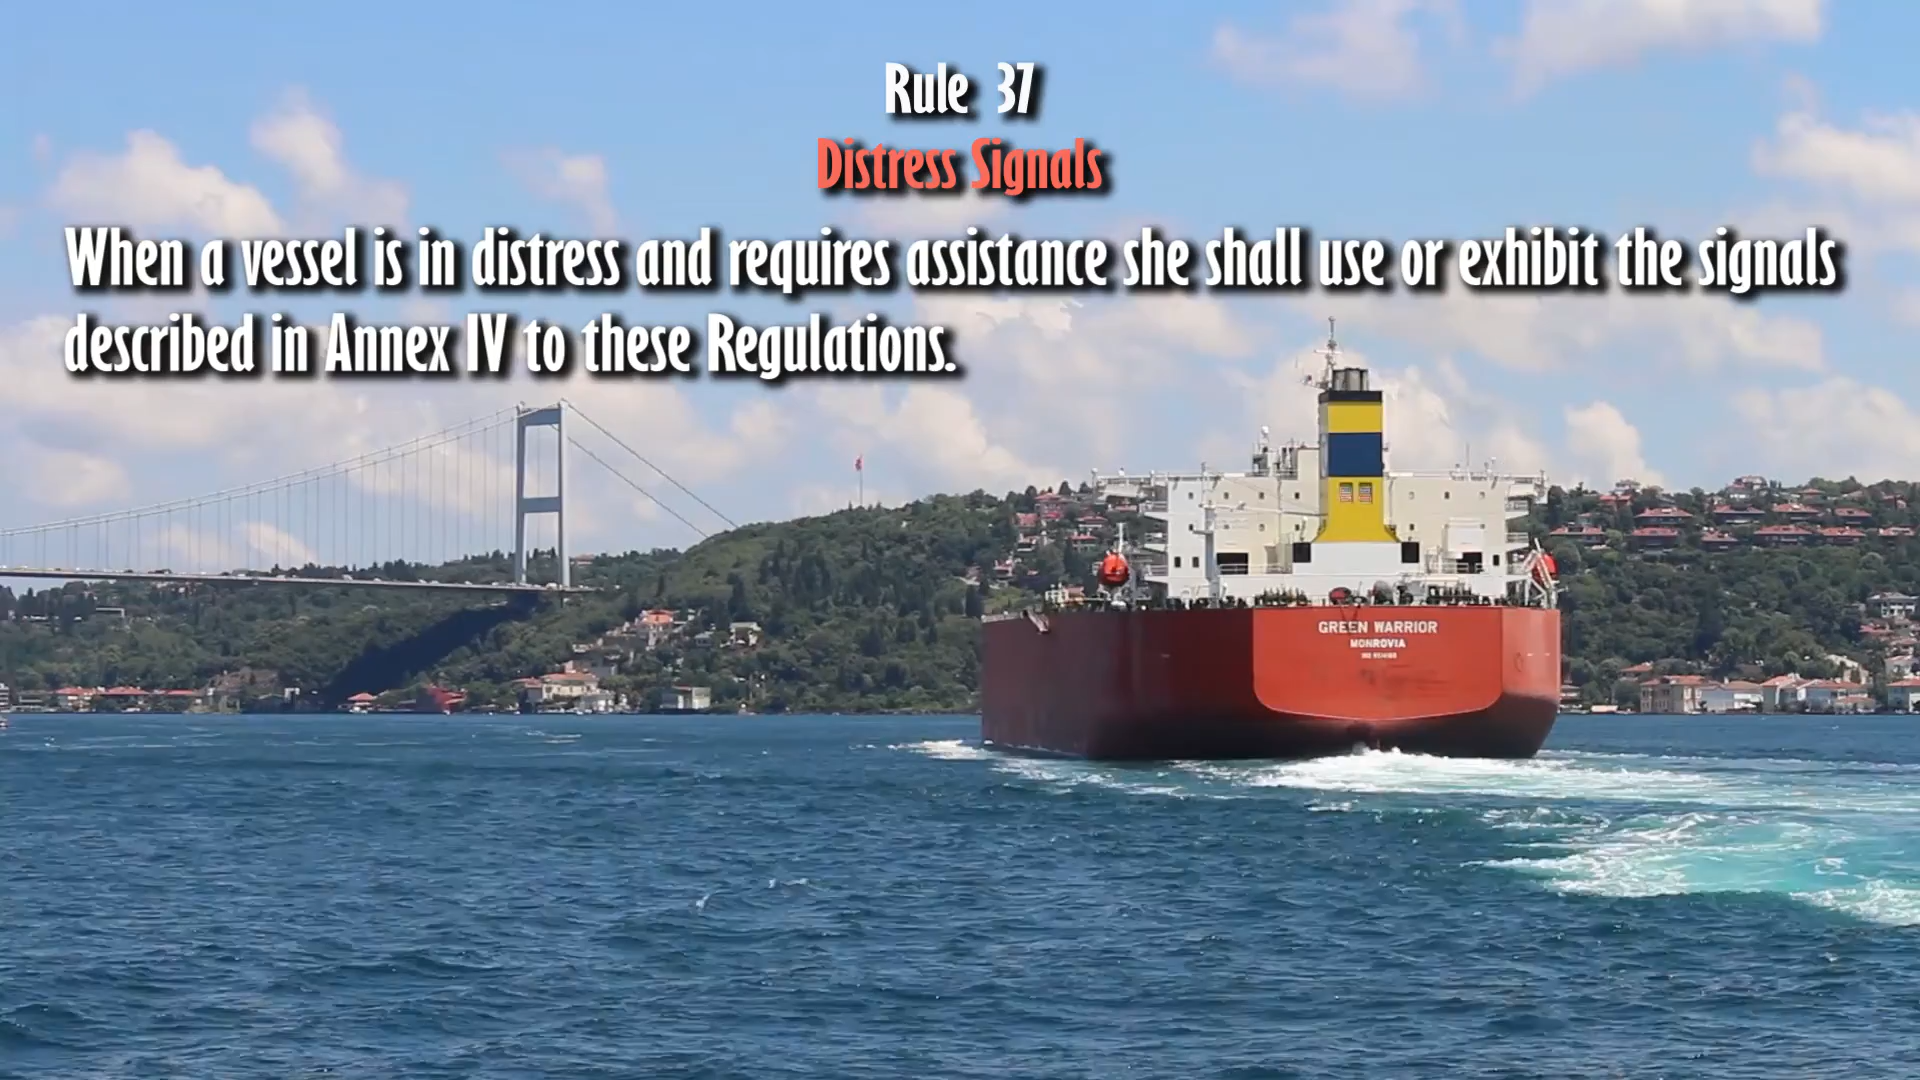 Rule 37
Distress Signals
When a vessel is in distress and requires assistance she shall use or exhibit the signals
described in Annex IV to these Regulations.
GREEN WARRIOR
MONROVIA